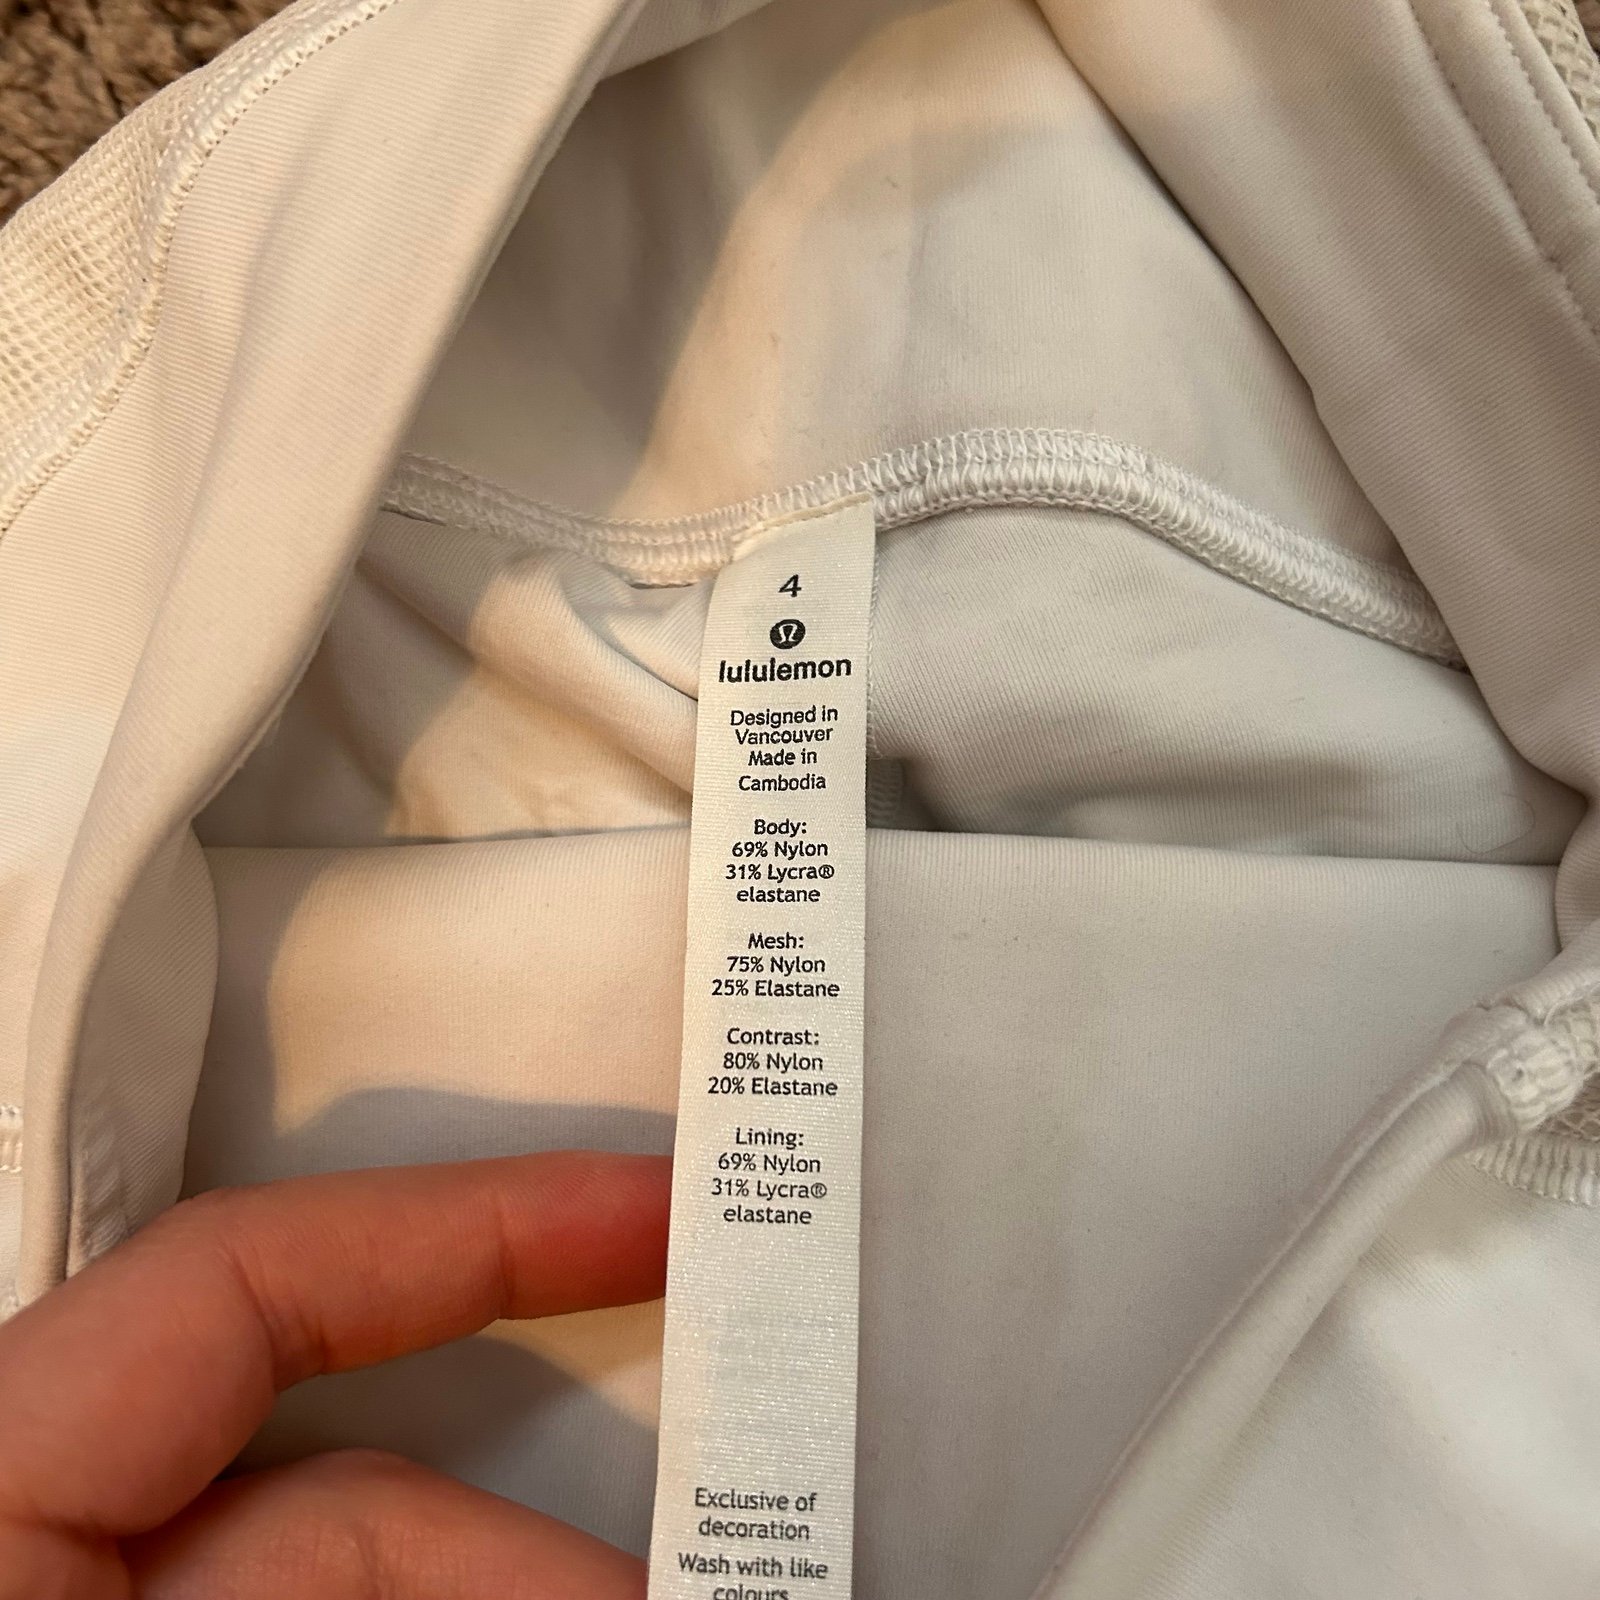 4
lululemon
Designed in
Vancouver
Made in
Cambodia
Body:
69% Nylon
31% Lycra®
elastane
Mesh:
75% Nylon
25% Elastane
Contrast:
80% Nylon
20% Elastane
Lining:
69% Nylon
31% Lycra®
elastane
Exclusive of
decoration
Wash with like
colours